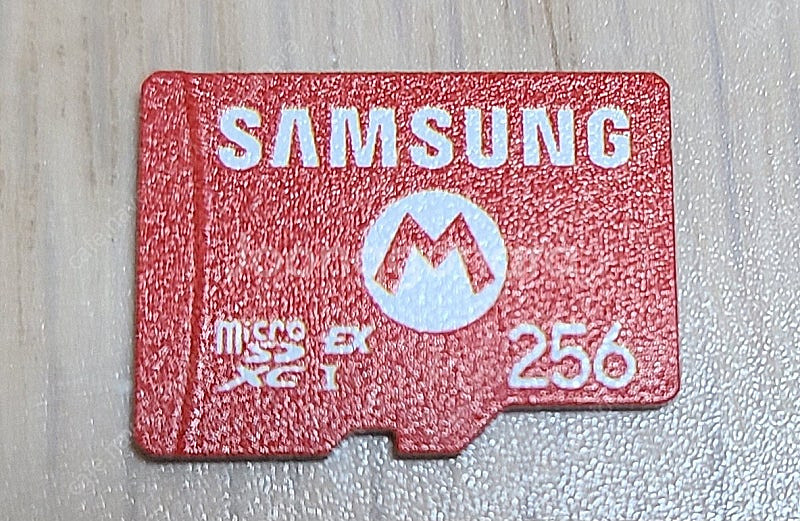 SAMSUNG
M
micro
SD EX
XC I
256